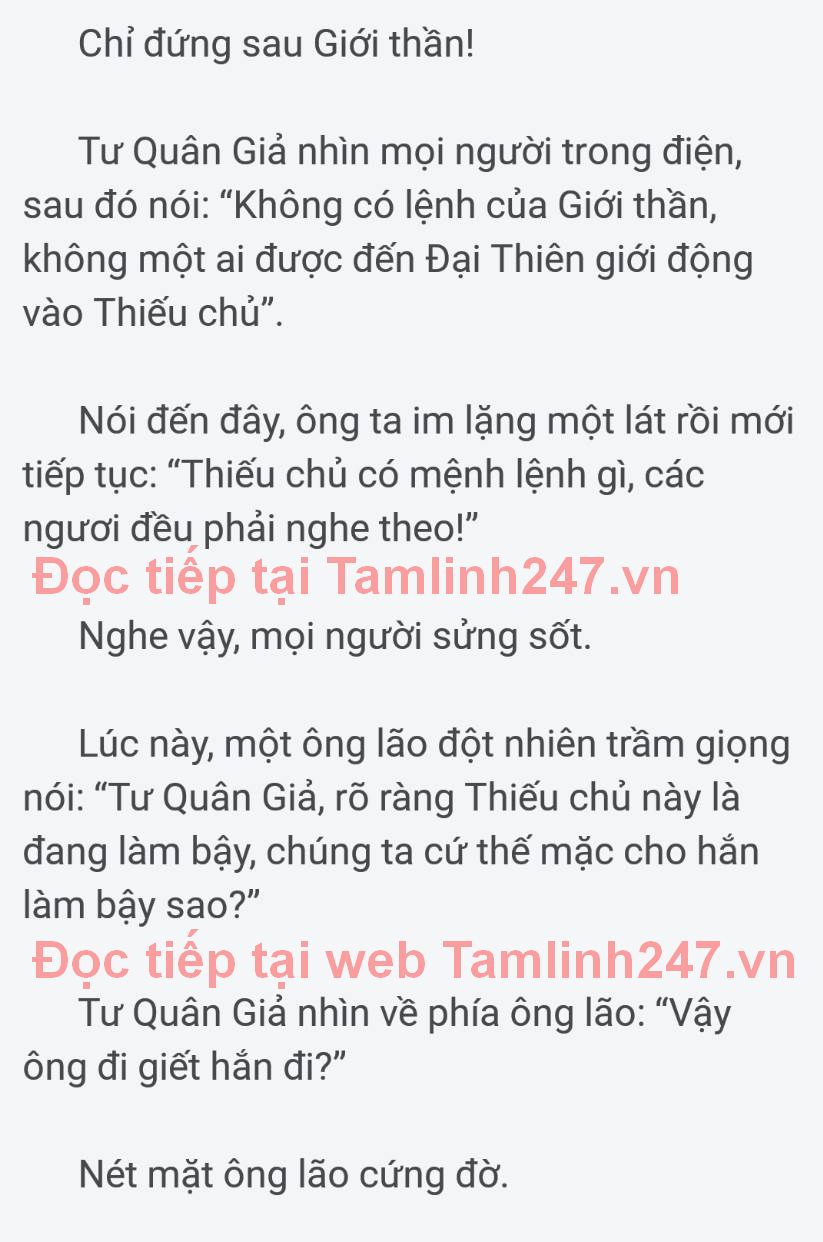 Chỉ đứng sau Giới thần!
Tư Quân Giả nhìn mọi người trong điện,
sau đó nói: “Không có lệnh của Giới thần,
không một ai được đến Đại Thiên giới động
vào Thiếu chủ”.
Nói đến đây, ông ta im lặng một lát rồi mới
tiếp tục: “Thiếu chủ có mệnh lệnh gì, các
ngươi đều phải nghe theo!”
Đọc tiếp tại Tamlinh247.vn
Nghe vậy, mọi người sửng sốt.
Lúc này, một ông lão đột nhiên trầm giọng
nói: “Tư Quân Giả, rõ ràng Thiếu chủ này là
đang làm bậy, chúng ta cứ thế mặc cho hắn
làm bậy sao?”
Đọc tiếp tại web Tamlinh247.vn
Tư Quân Giả nhìn về phía ông lão: “Vậy
ông đi giết hắn đi?”
Nét mặt ông lão cứng đờ.